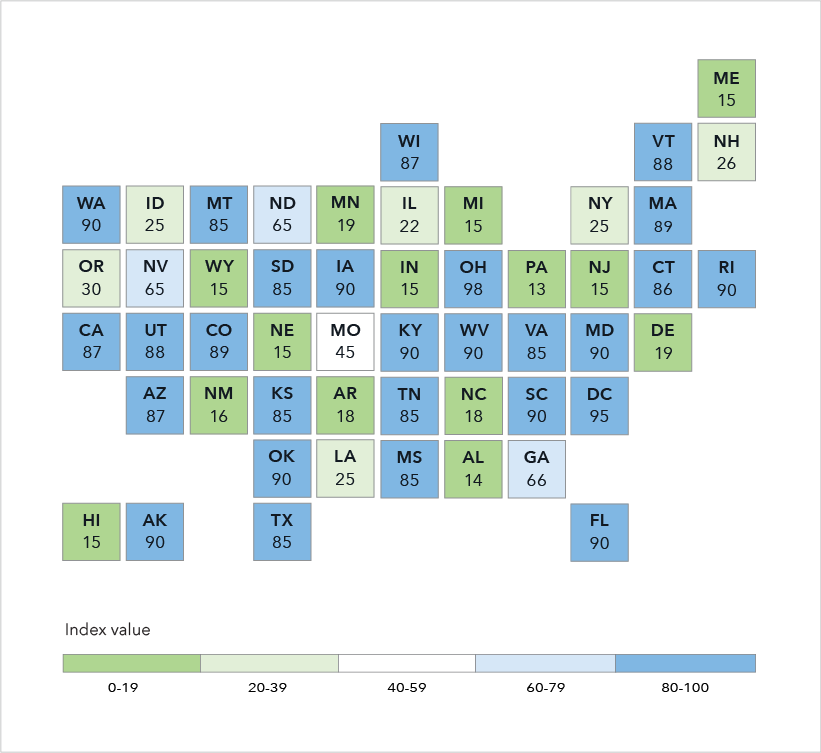 ME
15
WI
87
VT
88
NH
26
WA
90
ID
25
MT
85
ND
65
MN
19
IL
22
MI
15
NY
25
MA
89
OR
30
NV
65
WY
15
SD
85
IA
90
IN
15
OH
98
PA
13
NJ
15
CT
86
RI
90
CA
87
UT
88
CO
89
NE
15
MO
45
KY
90
WV
90
VA
85
MD
90
DE
19
AZ
87
NM
16
KS
85
AR
18
TN
85
NC
18
SC
90
DC
95
OK
90
LA
25
MS
85
AL
14
GA
66
HI
15
AK
90
TX
85
FL
90
Index value
0-19
20-39
40-59
60-79
80-100